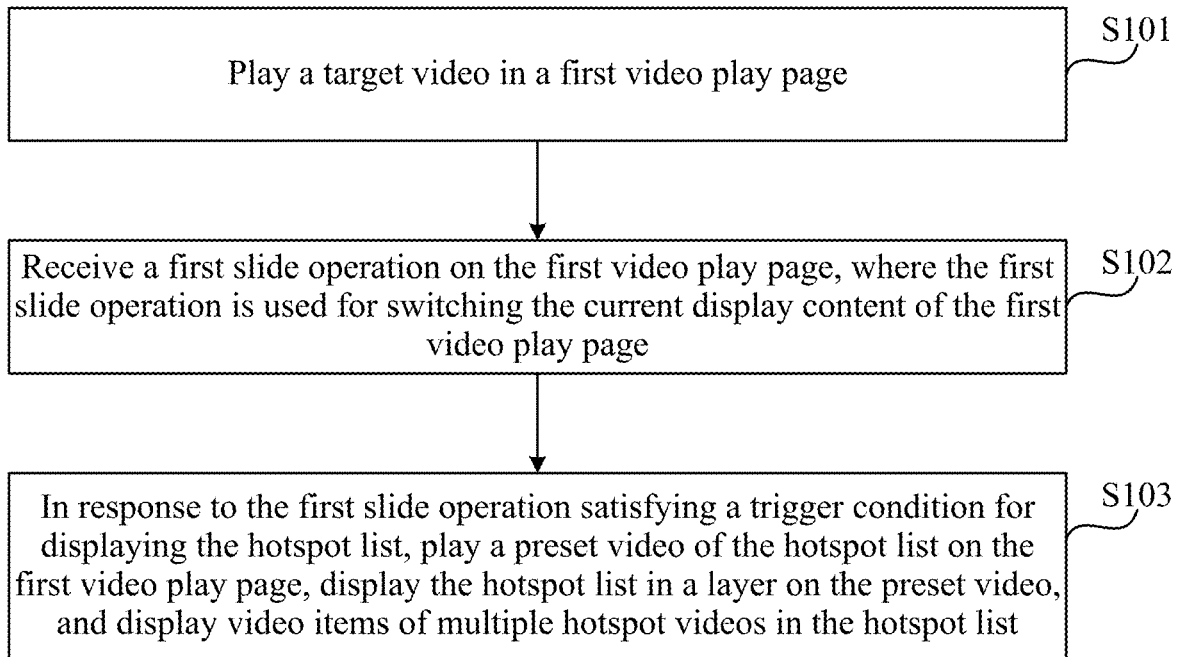 S101
Play a target video in a first video play page
S102
Receive a first slide operation on the first video play page, where the first
slide operation is used for switching the current display content of the first
video play page
S103
In response to the first slide operation satisfying a trigger condition for
displaying the hotspot list, play a preset video of the hotspot list on the
first video play page, display the hotspot list in a layer on the preset video,
and display video items of multiple hotspot videos in the hotspot list